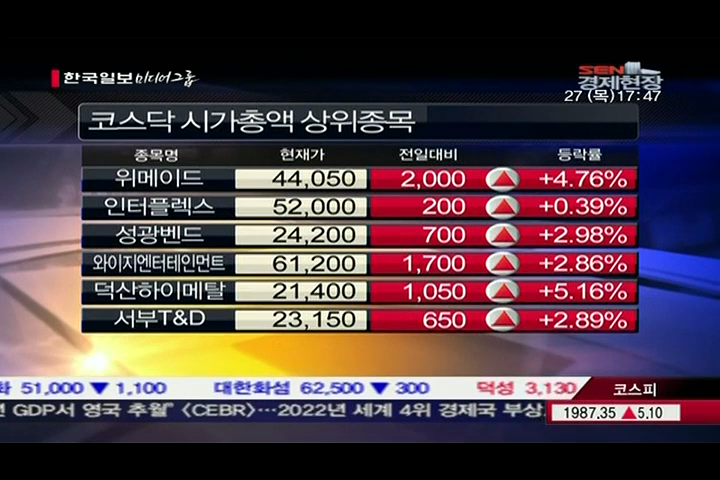 한국일보 미디어그룹
SEN
경제현장
27 (목) 17:47
코스닥 시가총액 상위종목
종목명 현재가 전일대비 등락률
위메이드 44,050 2,000 ▲ +4.76%
인터플렉스 52,000 200 ▲ +0.39%
성광벤드 24,200 700 ▲ +2.98%
와이지엔터테인먼트 61,200 1,700 ▲ +2.86%
덕산하이메탈 21,400 1,050 ▲ +5.16%
서부T&D 23,150 650 ▲ +2.89%
화 51,000 ▼ 1,100 대한화섬 62,500 ▼ 300 덕성 3,130
코스피
년 GDP서 영국 추월" 〈CEBR〉…2022년 세계 4위 경제국 부상
1987.35 ▲5.10